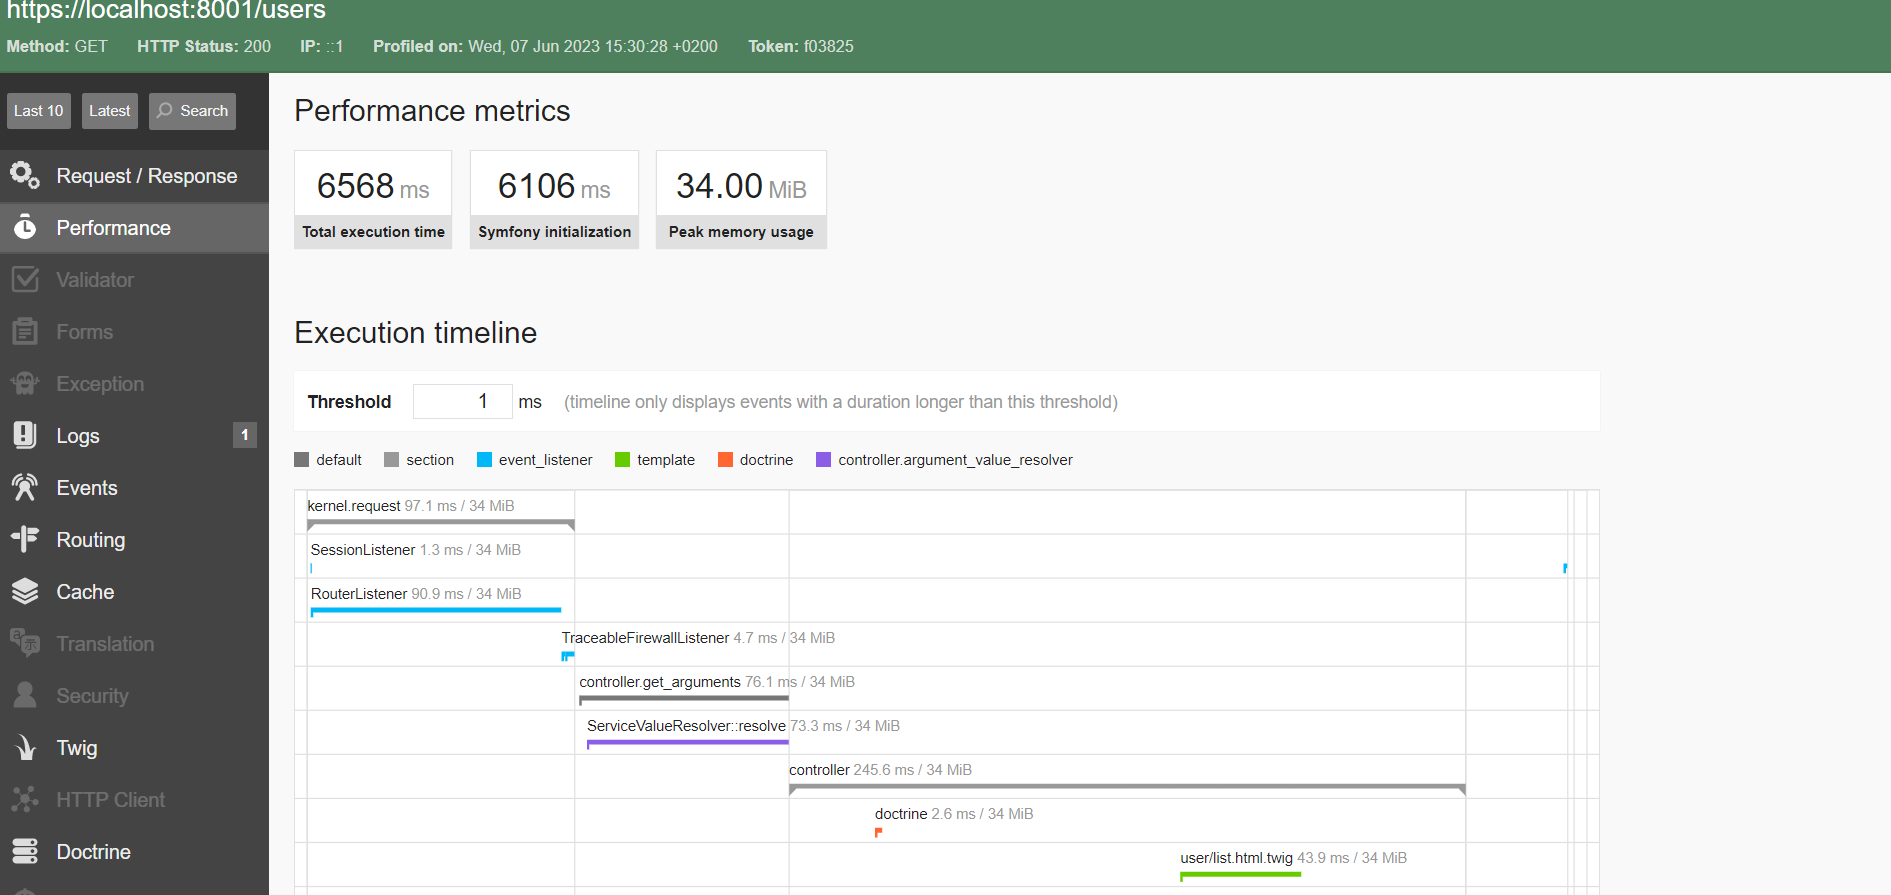 https://localhost:8001/users
Method: GET HTTP Status: 200 IP: ::1 Profiled on: Wed, 07 Jun 2023 15:30:28 +0200 Token: f03825
Last 10 Latest Search
Request / Response
Performance
Validator
Forms
Exception
Logs 1
Events
Routing
Cache
Translation
Security
Twig
HTTP Client
Doctrine
Performance metrics
6568 ms 6106 ms 34.00 MiB
Total execution time Symfony initialization Peak memory usage
Execution timeline
Threshold 1 ms (timeline only displays events with a duration longer than this threshold)
default section event_listener template doctrine controller.argument_value_resolver
kernel.request 97.1 ms / 34 MiB
SessionListener 1.3 ms / 34 MiB
RouterListener 90.9 ms / 34 MiB
TraceableFirewallListener 4.7 ms / 34 MiB
controller.get_arguments 76.1 ms / 34 MiB
ServiceValueResolver::resolve 73.3 ms / 34 MiB
controller 245.6 ms / 34 MiB
doctrine 2.6 ms / 34 MiB
user/list.html.twig 43.9 ms / 34 MiB